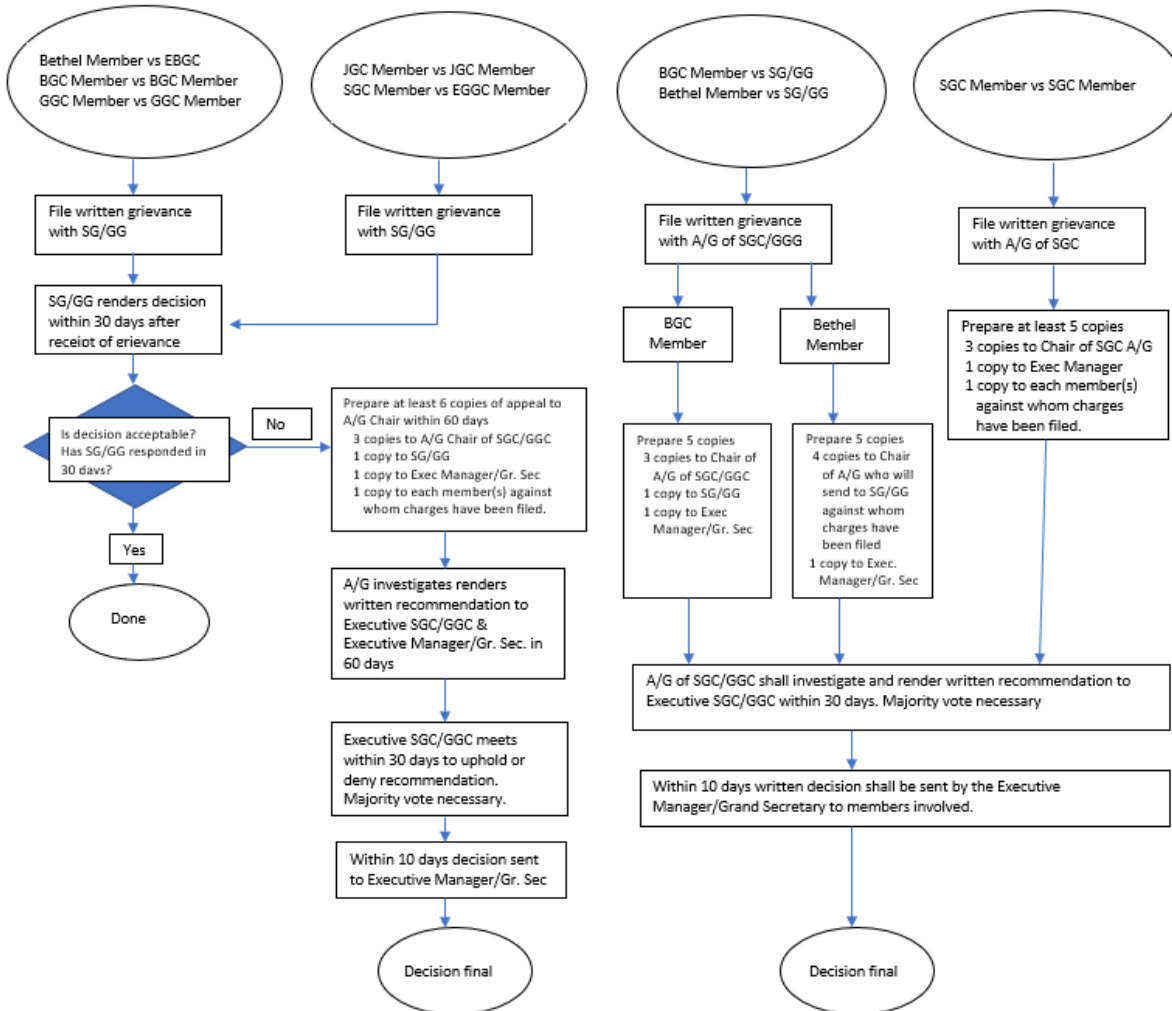 Bethel Member vs EBGC
BGC Member vs BGC Member
GGC Member vs GGC Member
JGC Member vs JGC Member
SGC Member vs EGGC Member
BGC Member vs SG/GG
Bethel Member vs SG/GG
SGC Member vs SGC Member
File written grievance
with SG/GG
File written grievance
with SG/GG
File written grievance
with A/G of SGC/GGG
File written grievance
with A/G of SGC
SG/GG renders decision
within 30 days after
receipt of grievance
BGC
Member
Bethel
Member
Prepare at least 5 copies
3 copies to Chair of SGC A/G
1 copy to Exec Manager
1 copy to each member(s)
against whom charges
have been filed.
Is decision acceptable?
Has SG/GG responded in
30 days?
No
Prepare at least 6 copies of appeal to
A/G Chair within 60 days
3 copies to A/G Chair of SGC/GGC
1 copy to SG/GG
1 copy to Exec Manager/Gr. Sec
1 copy to each member(s) against
whom charges have been filed.
Prepare 5 copies
3 copies to Chair of
A/G of SGC/GGC
1 copy to SG/GG
1 copy to Exec
Manager/Gr. Sec
Prepare 5 copies
4 copies to Chair
of A/G who will
send to SG/GG
against whom
charges have
been filed
1 copy to Exec.
Manager/Gr. Sec
Yes
Done
A/G investigates renders
written recommendation to
Executive SGC/GGC &
Executive Manager/Gr. Sec. in
60 days
A/G of SGC/GGC shall investigate and render written recommendation to
Executive SGC/GGC within 30 days. Majority vote necessary
Executive SGC/GGC meets
within 30 days to uphold or
deny recommendation.
Majority vote necessary.
Within 10 days written decision shall be sent by the Executive
Manager/Grand Secretary to members involved.
Within 10 days decision sent
to Executive Manager/Gr. Sec
Decision final
Decision final